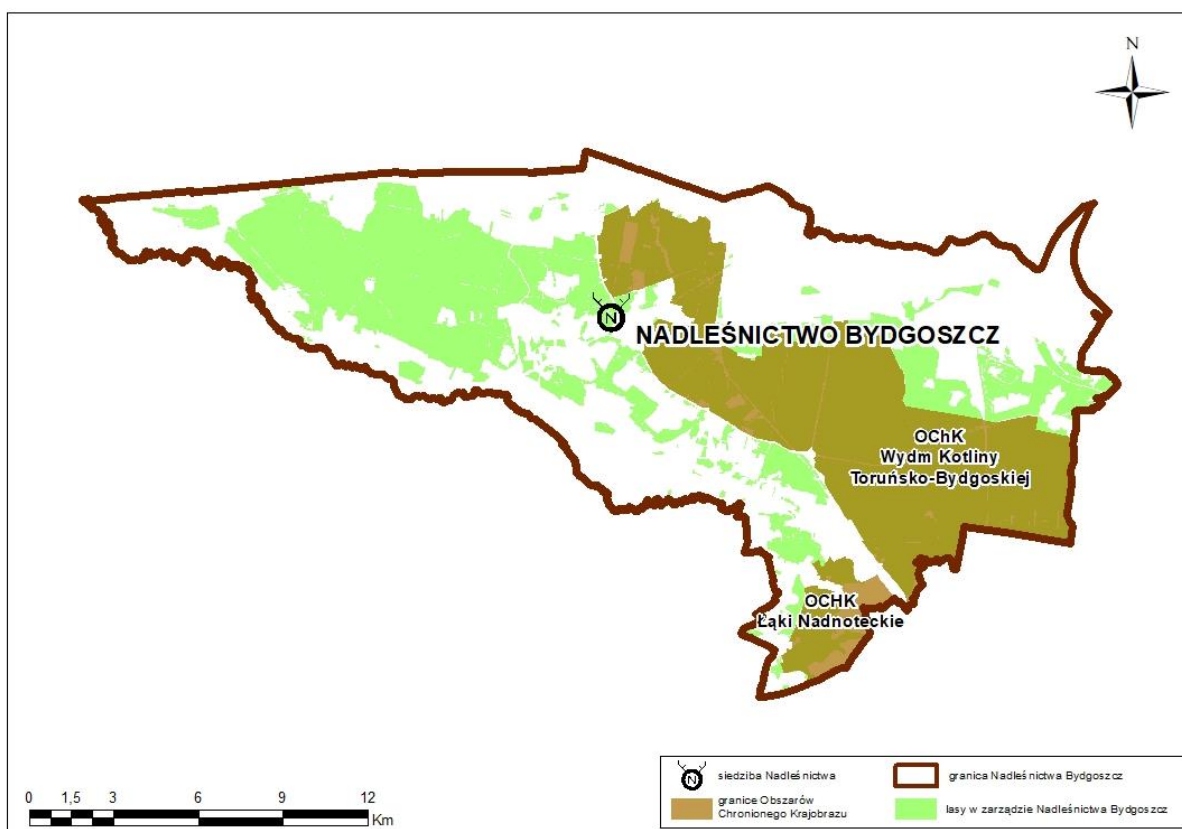 N
N
NADLEŚNICTWO BYDGOSZCZ
OChK
Wydm Kotliny
Toruńsko-Bydgoskiej
OCHK
Łąki Nadnoteckie
N
siedziba Nadleśnictwa
granica Nadleśnictwa Bydgoszcz
granice Obszarów
Chronionego Krajobrazu
lasy w zarządzie Nadleśnictwa Bydgoszcz
0 1,5 3 6 9 12
Km